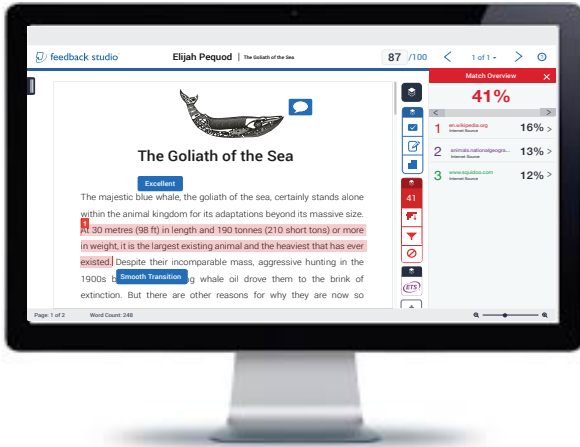 feedback studio
Elijah Pequod | The Goliath of the Sea
87 /100
1 of 1
?
Match Overview
41%
1 en.wikipedia.org 16%
Internet Source
2 animals.nationalgeogra... 13%
Internet Source
3 www.squidoo.com 12%
Internet Source
41
ETS
The Goliath of the Sea
Excellent
The majestic blue whale, the goliath of the sea, certainly stands alone
within the animal kingdom for its adaptations beyond its massive size.
1
At 30 metres (98 ft) in length and 190 tonnes (210 short tons) or more
in weight, it is the largest existing animal and the heaviest that has ever
existed. Despite their incomparable mass, aggressive hunting in the
Smooth Transition
1900s b g whale oil drove them to the brink of
extinction. But there are other reasons for why they are now so
Page: 1 of 2 Word Count: 248